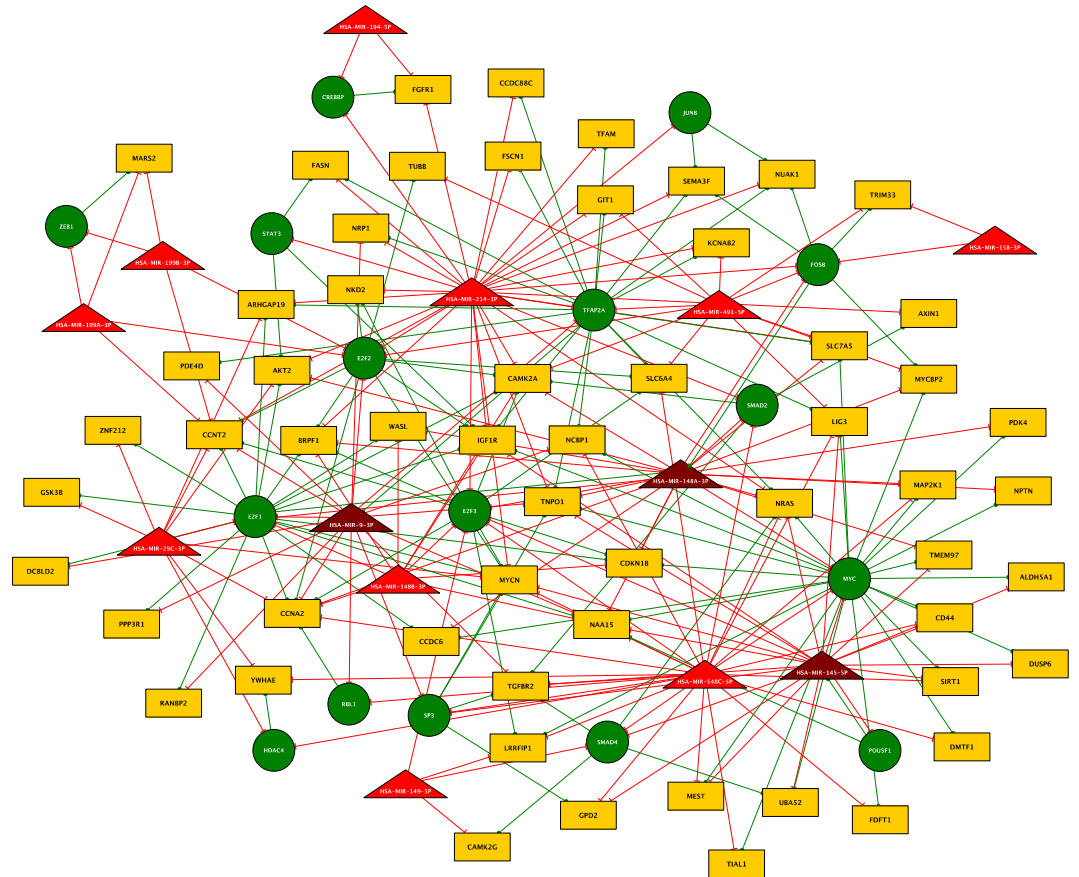 HSA-MIR-194-5P
CCDC88C
FGFR1
CREBBP
JUNB
TFAM
MARS2
FASN
TUBB
FSCN1
SEMA3F
NUAK1
TRIM33
GIT1
ZEB1
STAT3
NRP1
KCNAB2
HSA-MIR-15B-3P
HSA-MIR-199B-3P
FOSB
NKD2
HSA-MIR-214-3P
ARHGAP19
TFAP2A
HSA-MIR-491-5P
AXIN1
HSA-MIR-199A-3P
SLC7A5
E2F2
PDE4D
AKT2
CAMK2A
SLC6A4
MYCBP2
SMAD2
LIG3
PDK4
ZNF212
CCNT2
BRPF1
WASL
IGF1R
NCBP1
HSA-MIR-148A-3P
MAP2K1
NPTN
GSK3B
TNPO1
NRAS
E2F1
HSA-MIR-9-3P
E2F3
HSA-MIR-29C-3P
TMEM97
CDKN1B
DCBLD2
HSA-MIR-148B-3P
MYCN
MYC
ALDH5A1
PPP3R1
CCNA2
NAA15
CD44
CCDC6
DUSP6
HSA-MIR-145-5P
HSA-MIR-548C-5P
YWHAE
TGFBR2
SIRT1
RANBP2
RBL1
SP3
HDAC4
LRRFIP1
SMAD4
POU5F1
DMTF1
HSA-MIR-149-5P
MEST
UBA52
GPD2
FDFT1
CAMK2G
TIAL1